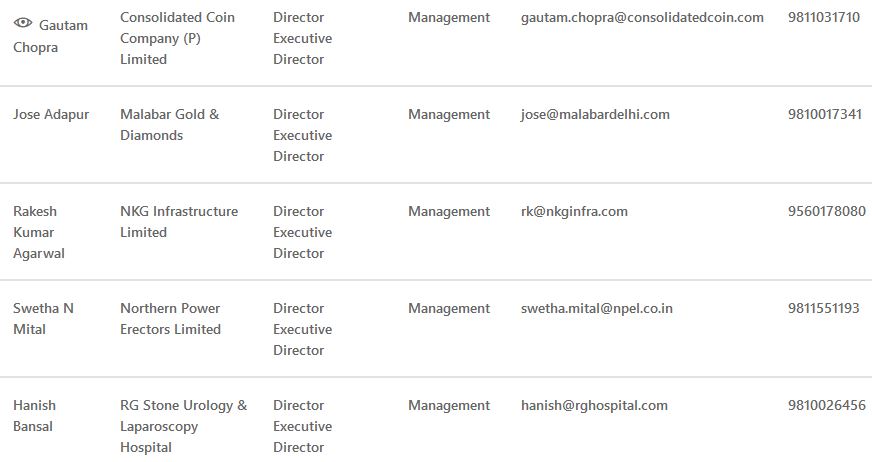 Gautam Chopra Consolidated Coin Company (P) Limited Director Executive Director Management gautam.chopra@consolidatedcoin.com 9811031710
Jose Adapur Malabar Gold & Diamonds Director Executive Director Management jose@malabardelhi.com 9810017341
Rakesh Kumar Agarwal NKG Infrastructure Limited Director Executive Director Management rk@nkginfra.com 9560178080
Swetha N Mital Northern Power Erectors Limited Director Executive Director Management swetha.mital@npel.co.in 9811551193
Hanish Bansal RG Stone Urology & Laparoscopy Hospital Director Executive Director Management hanish@rghospital.com 9810026456